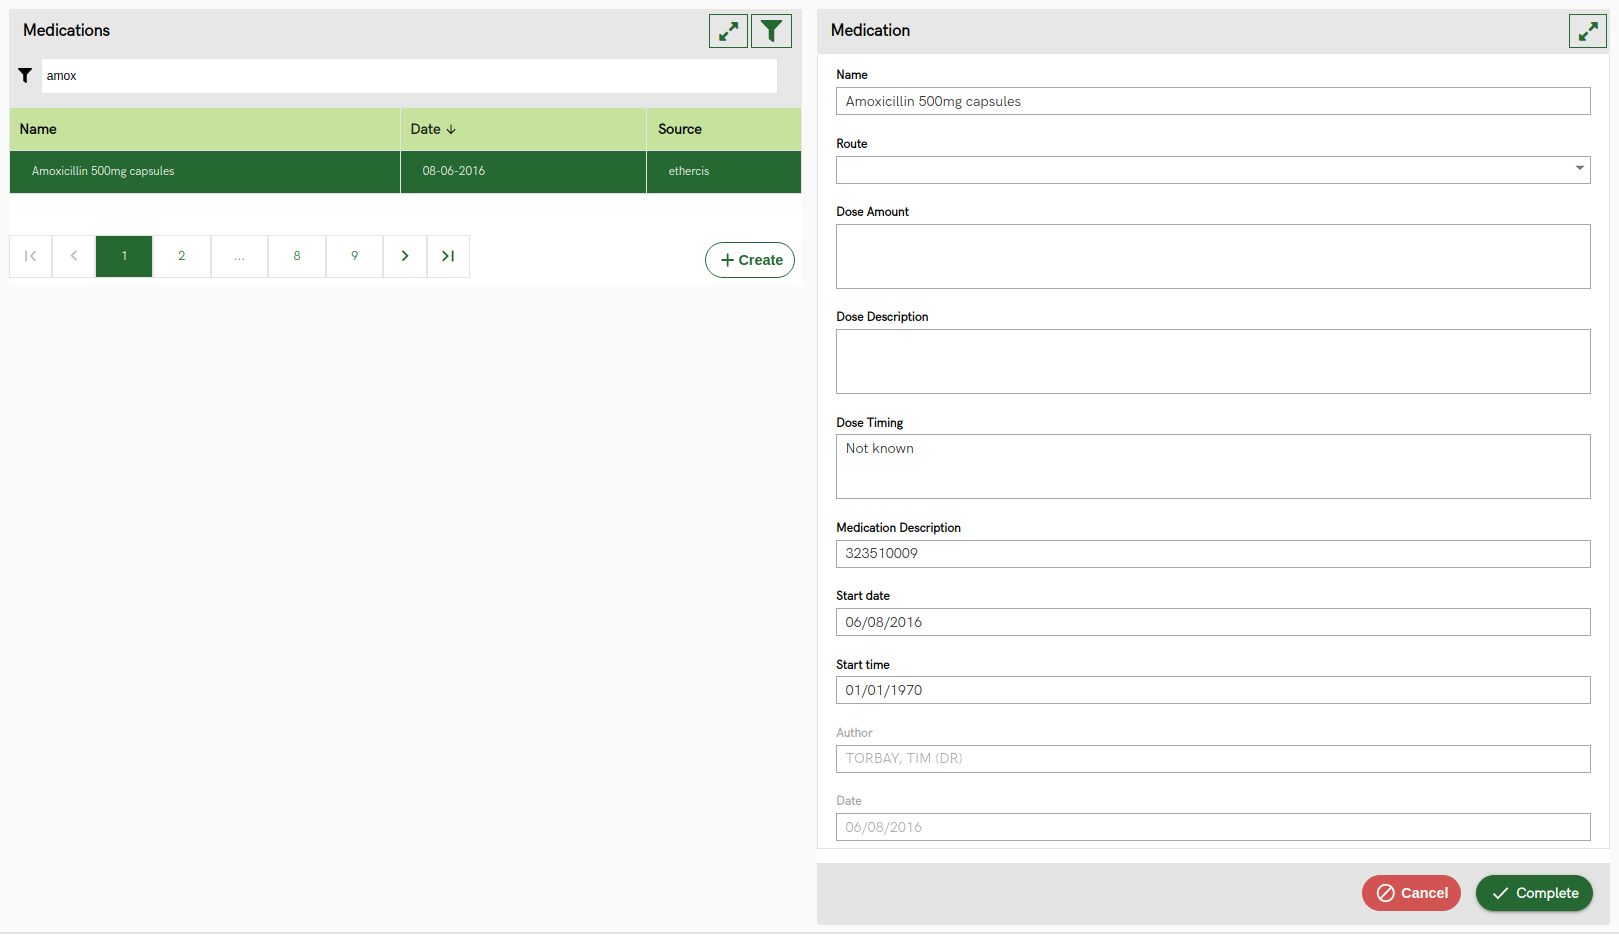 Medications
amox
Name Date ↓ Source
Amoxicillin 500mg capsules 08-06-2016 ethercis
1 2 ... 8 9
+ Create
Medication
Name
Amoxicillin 500mg capsules
Route
Dose Amount
Dose Description
Dose Timing
Not known
Medication Description
323510009
Start date
06/08/2016
Start time
01/01/1970
Author
TORBAY, TIM (DR)
Date
06/08/2016
Cancel
Complete